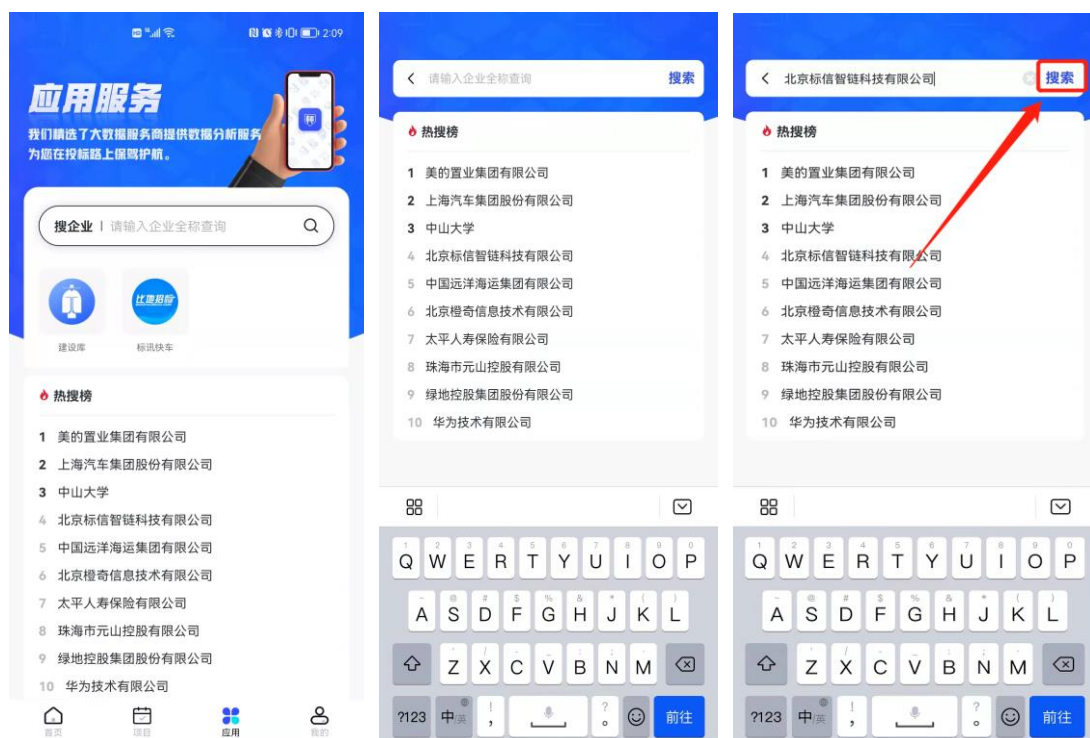 2:09
应用服务
我们精选了大数据服务商提供数据分析服务
为您在投标路上保驾护航。
搜企业 | 请输入企业全称查询
比地招标
建设库 标讯快车
热搜榜
1 美的置业集团有限公司
2 上海汽车集团股份有限公司
3 中山大学
4 北京标信智链科技有限公司
5 中国远洋海运集团有限公司
6 北京橙奇信息技术有限公司
7 太平人寿保险有限公司
8 珠海市元山控股有限公司
9 绿地控股集团股份有限公司
10 华为技术有限公司
首页 项目 应用 我的
请输入企业全称查询 搜索
热搜榜
1 美的置业集团有限公司
2 上海汽车集团股份有限公司
3 中山大学
4 北京标信智链科技有限公司
5 中国远洋海运集团有限公司
6 北京橙奇信息技术有限公司
7 太平人寿保险有限公司
8 珠海市元山控股有限公司
9 绿地控股集团股份有限公司
10 华为技术有限公司
1 2 3 4 5 6 7 8 9 0
Q W E R T Y U I O P
~ @ # $ % & * ( )
A S D F G H J K L
Z X C V B N M
?123 中/英 , ! 。 ? 前往
北京标信智链科技有限公司 搜索
热搜榜
1 美的置业集团有限公司
2 上海汽车集团股份有限公司
3 中山大学
4 北京标信智链科技有限公司
5 中国远洋海运集团有限公司
6 北京橙奇信息技术有限公司
7 太平人寿保险有限公司
8 珠海市元山控股有限公司
9 绿地控股集团股份有限公司
10 华为技术有限公司
1 2 3 4 5 6 7 8 9 0
Q W E R T Y U I O P
~ @ # $ % & * ( )
A S D F G H J K L
Z X C V B N M
?123 中/英 , ! 。 ? 前往